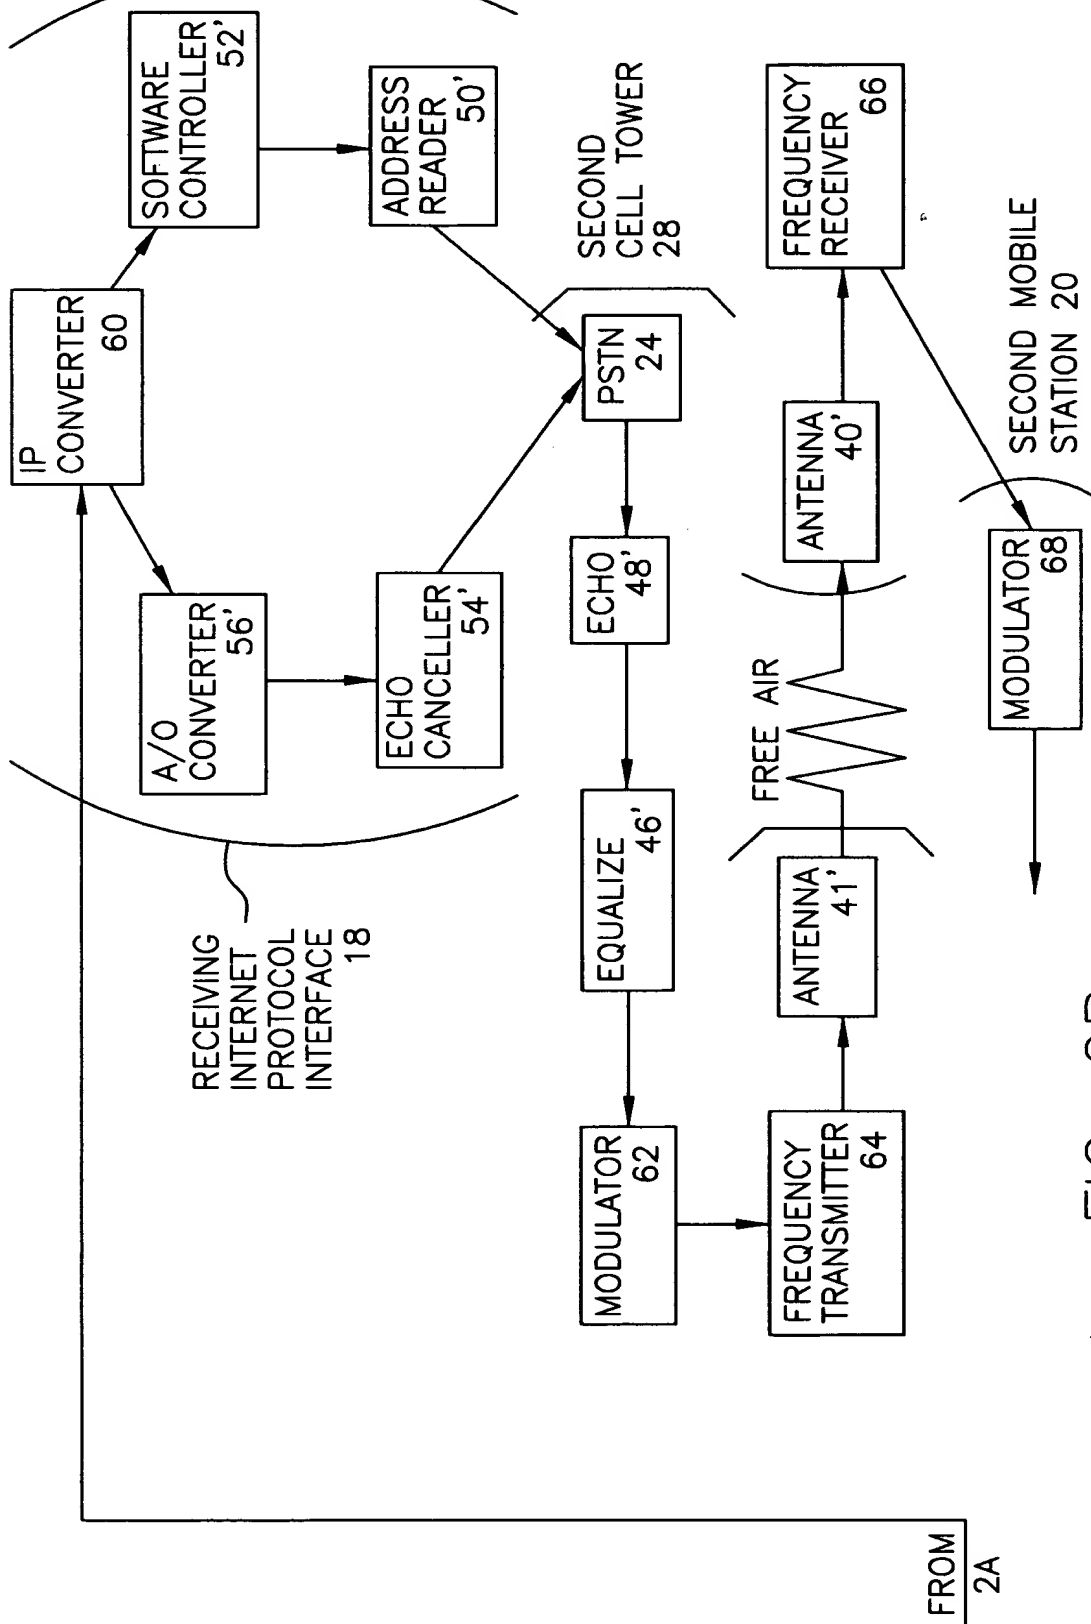 FROM
2A
IP
CONVERTER
60
SOFTWARE
CONTROLLER
52'
A/O
CONVERTER
56'
ADDRESS
READER
50'
ECHO
CANCELLER
54'
RECEIVING
INTERNET
PROTOCOL
INTERFACE
18
SECOND
CELL TOWER
28
PSTN
24
ECHO
48'
EQUALIZE
46'
MODULATOR
62
FREQUENCY
TRANSMITTER
64
ANTENNA
41'
FREE AIR
ANTENNA
40'
FREQUENCY
RECEIVER
66
MODULATOR
68
SECOND MOBILE
STATION 20